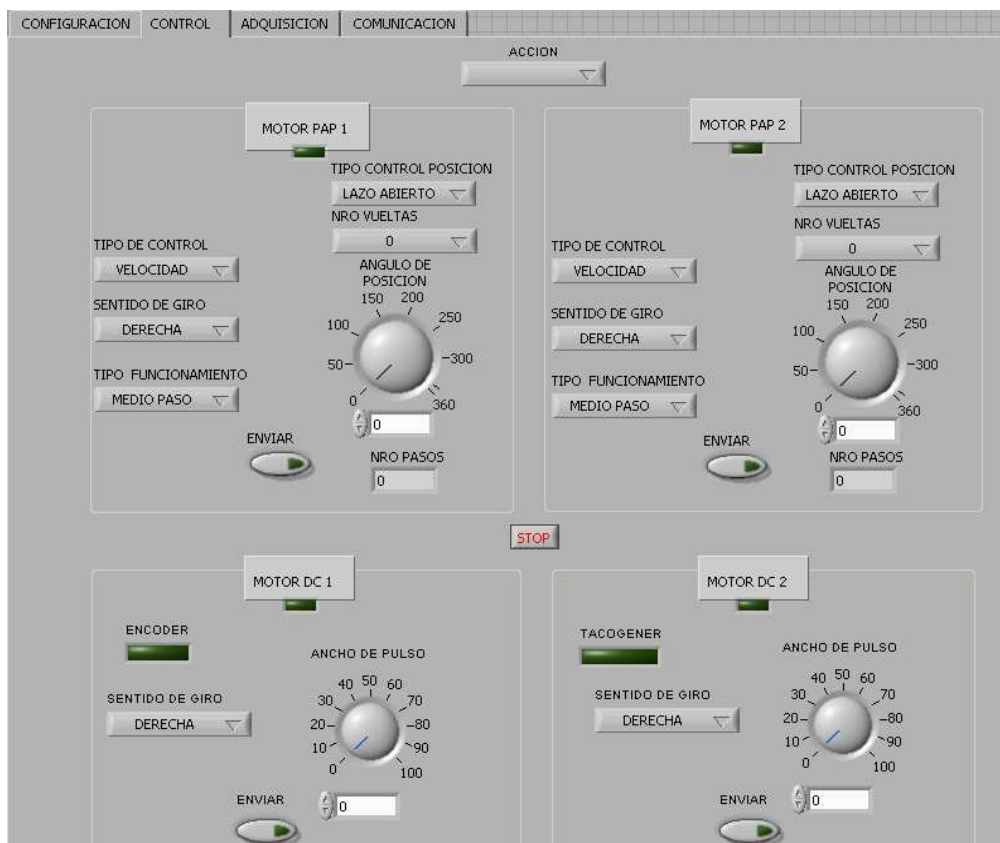 CONFIGURACION CONTROL ADQUISICION COMUNICACION
ACCION
MOTOR PAP 1
TIPO CONTROL POSICION
LAZO ABIERTO
NRO VUELTAS
0
TIPO DE CONTROL
VELOCIDAD
SENTIDO DE GIRO
DERECHA
TIPO FUNCIONAMIENTO
MEDIO PASO
ANGULO DE
POSICION
0 50 100 150 200 250 300 360
0
ENVIAR
NRO PASOS
0
MOTOR PAP 2
TIPO CONTROL POSICION
LAZO ABIERTO
NRO VUELTAS
0
TIPO DE CONTROL
VELOCIDAD
SENTIDO DE GIRO
DERECHA
TIPO FUNCIONAMIENTO
MEDIO PASO
ANGULO DE
POSICION
0 50 100 150 200 250 300 360
0
ENVIAR
NRO PASOS
0
STOP
MOTOR DC 1
ENCODER
SENTIDO DE GIRO
DERECHA
ANCHO DE PULSO
0 10 20 30 40 50 60 70 80 90 100
0
ENVIAR
MOTOR DC 2
TACOGENER
SENTIDO DE GIRO
DERECHA
ANCHO DE PULSO
0 10 20 30 40 50 60 70 80 90 100
0
ENVIAR